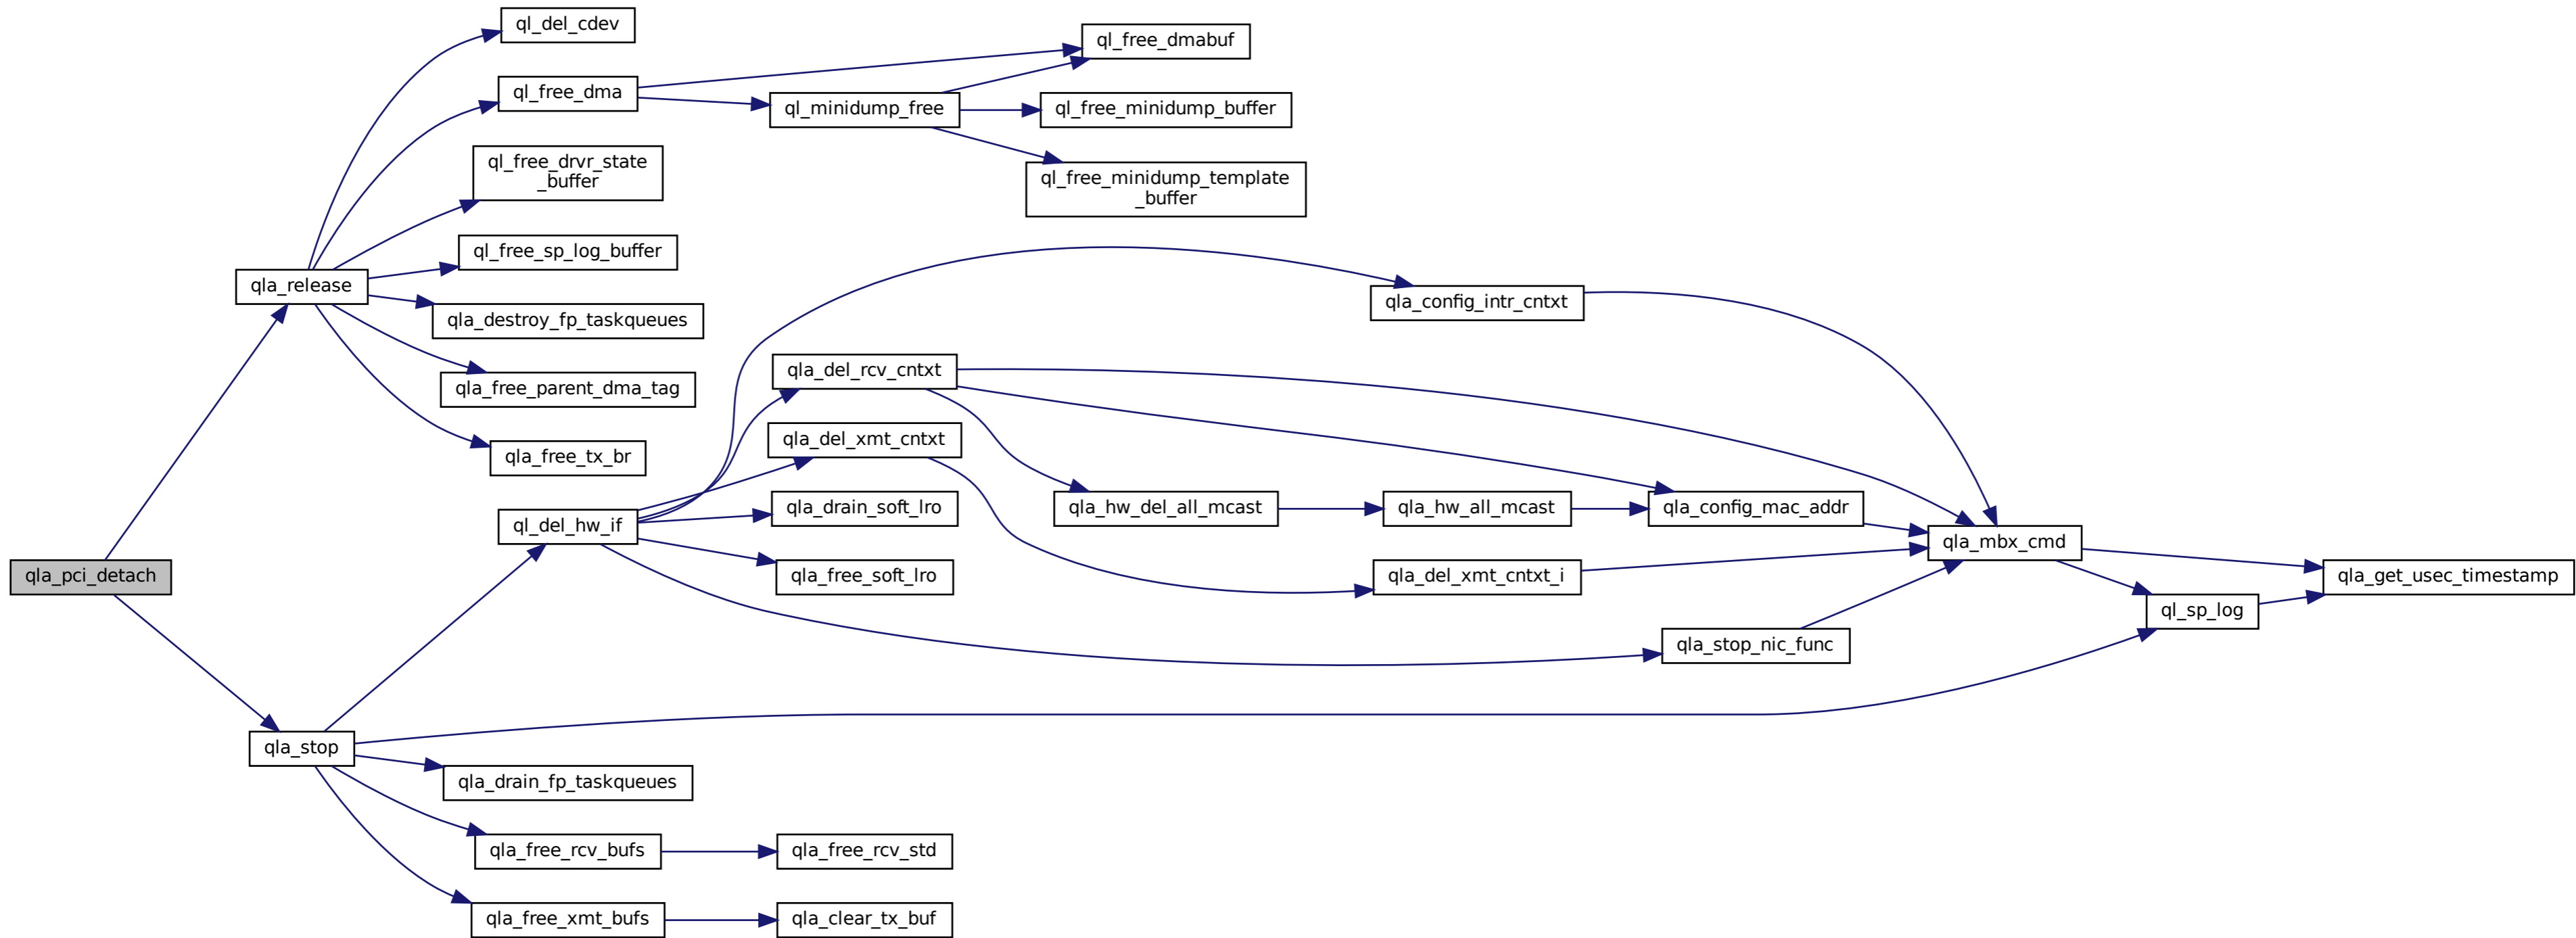 ql_del_cdev
ql_free_dmabuf
ql_free_dma
ql_minidump_free
ql_free_minidump_buffer
ql_free_drvr_state
_buffer
ql_free_minidump_template
_buffer
ql_free_sp_log_buffer
qla_release
qla_config_intr_cntxt
qla_destroy_fp_taskqueues
qla_del_rcv_cntxt
qla_free_parent_dma_tag
qla_del_xmt_cntxt
qla_free_tx_br
qla_drain_soft_lro
qla_hw_del_all_mcast
qla_hw_all_mcast
qla_config_mac_addr
ql_del_hw_if
qla_mbx_cmd
qla_pci_detach
qla_free_soft_lro
qla_del_xmt_cntxt_i
qla_get_usec_timestamp
ql_sp_log
qla_stop_nic_func
qla_stop
qla_drain_fp_taskqueues
qla_free_rcv_bufs
qla_free_rcv_std
qla_free_xmt_bufs
qla_clear_tx_buf